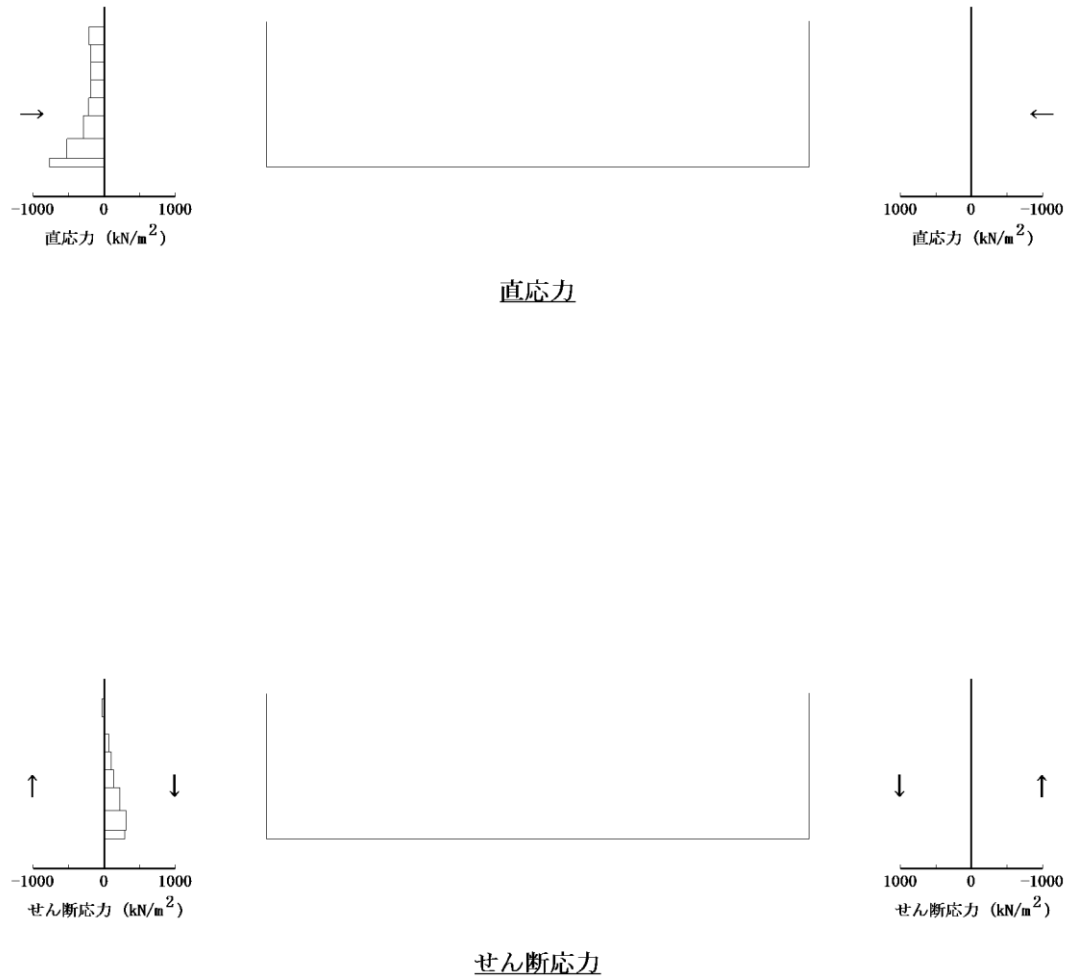 →
←
-1000 0 1000
1000 0 -1000
直応力 (kN/m²)
直応力 (kN/m²)
直応力
↑ ↓
↓ ↑
-1000 0 1000
1000 0 -1000
せん断応力 (kN/m²)
せん断応力 (kN/m²)
せん断応力